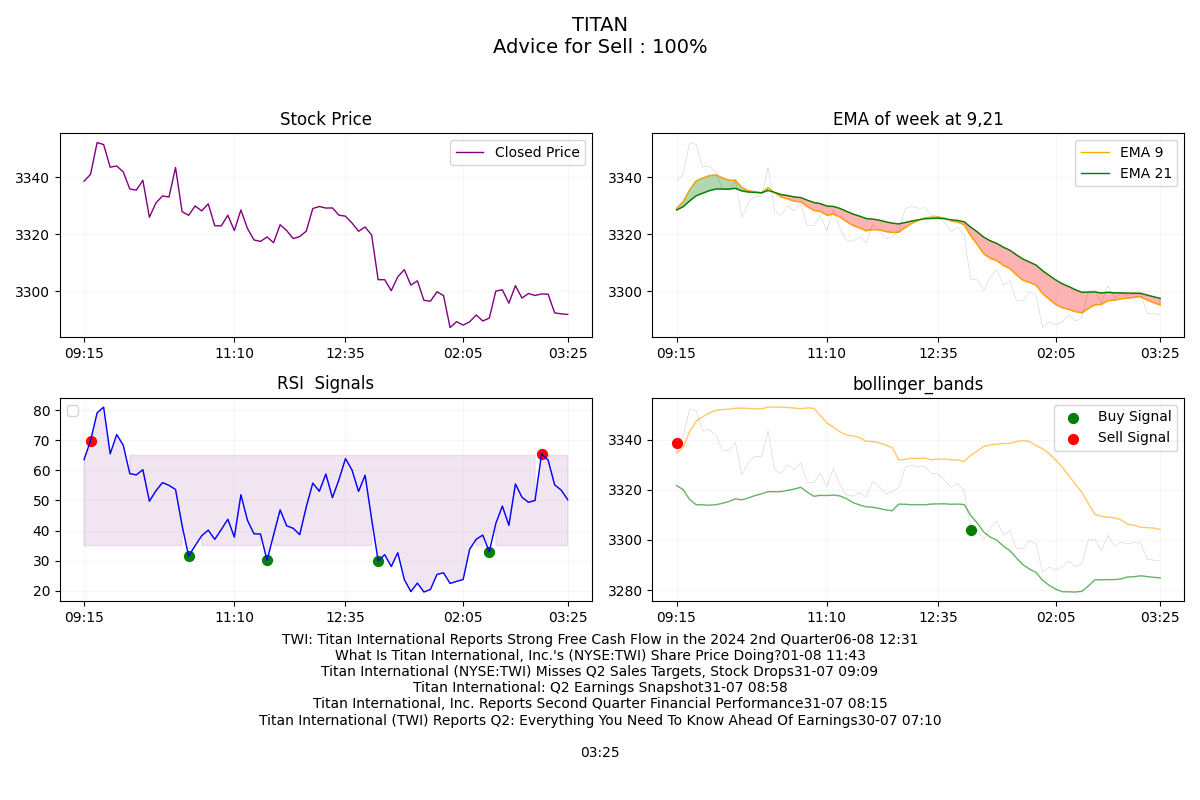 TITAN
Advice for Sell : 100%
Stock Price
Closed Price
3340
3320
3300
09:15 11:10 12:35 02:05 03:25
EMA of week at 9,21
EMA 9
EMA 21
3340
3320
3300
09:15 11:10 12:35 02:05 03:25
RSI  Signals
80
70
60
50
40
30
20
09:15 11:10 12:35 02:05 03:25
bollinger_bands
Buy Signal
Sell Signal
3340
3320
3300
3280
09:15 11:10 12:35 02:05 03:25
TWI: Titan International Reports Strong Free Cash Flow in the 2024 2nd Quarter06-08 12:31
What Is Titan International, Inc.'s (NYSE:TWI) Share Price Doing?01-08 11:43
Titan International (NYSE:TWI) Misses Q2 Sales Targets, Stock Drops31-07 09:09
Titan International: Q2 Earnings Snapshot31-07 08:58
Titan International, Inc. Reports Second Quarter Financial Performance31-07 08:15
Titan International (TWI) Reports Q2: Everything You Need To Know Ahead Of Earnings30-07 07:10
03:25